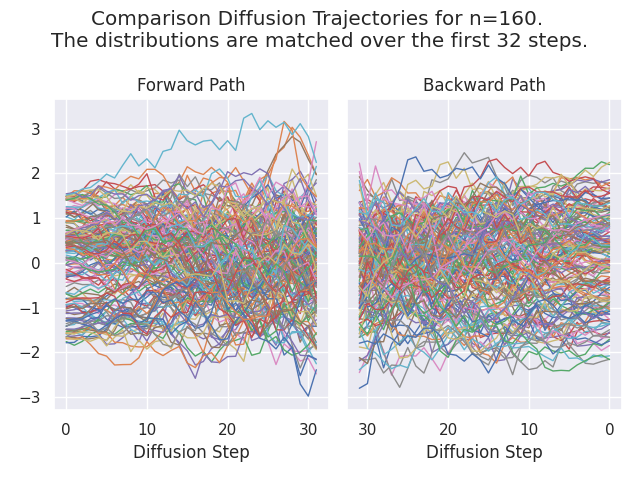 Comparison Diffusion Trajectories for n=160.
The distributions are matched over the first 32 steps.
Forward Path
Backward Path
3
2
1
0
−1
−2
−3
0 10 20 30
30 20 10 0
Diffusion Step
Diffusion Step